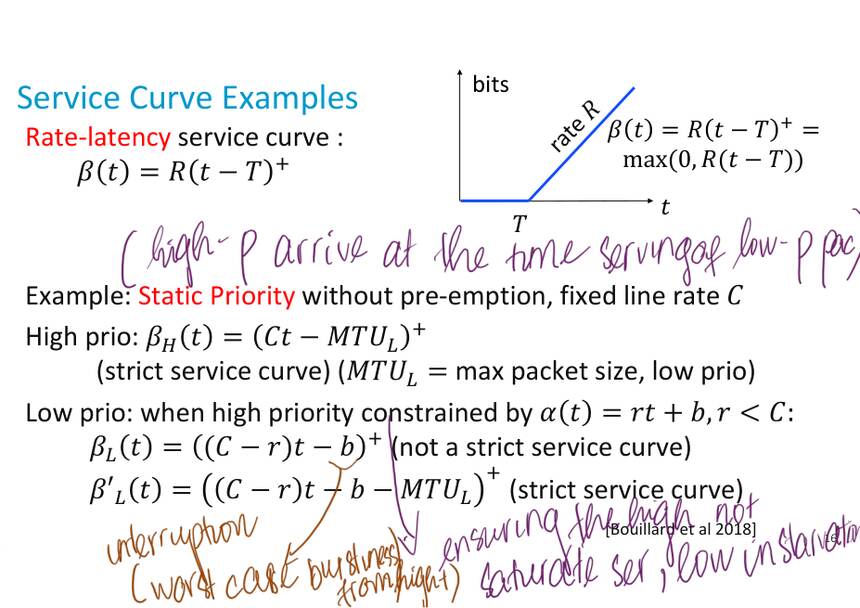 bits
Service Curve Examples
Rate-latency service curve :
β(t) = R(t − T)⁺
rate R
β(t) = R(t − T)⁺ =
max(0, R(t − T))
T
t
(high-p arrive at the time serving of low-p pac
Example: Static Priority without pre-emption, fixed line rate C
High prio: β_H(t) = (Ct − MTU_L)⁺
(strict service curve) (MTU_L = max packet size, low prio)
Low prio: when high priority constrained by α(t) = rt + b, r < C:
β_L(t) = ((C − r)t − b)⁺ (not a strict service curve)
β′_L(t) = ((C − r)t − b − MTU_L)⁺ (strict service curve)
interruption
(worst cast burstiness
from hight)
ensuring the high not
[Bouillard et al 2018]
saturate ser, low in